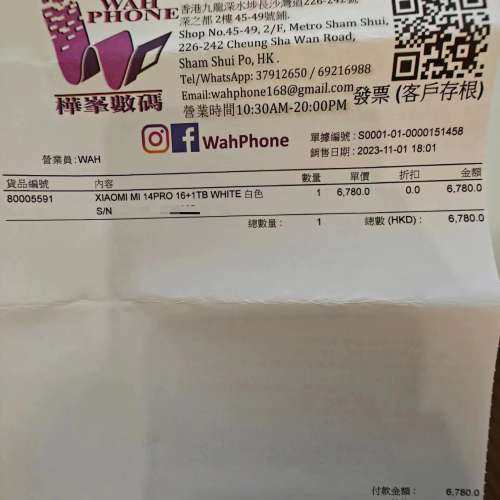 WAH
PHONE
樺峯數碼
香港九龍深水埗長沙灣道226-242號
深之都 2樓 45-49號舖.
Shop No.45-49, 2/F, Metro Sham Shui,
226-242 Cheung Sha Wan Road,
Sham Shui Po, HK .
Tel/WhatsApp: 37912650 / 69216988
Email:wahphone168@gmail.com
營業時間10:30AM-20:00PM
發票 (客戶存根)
WahPhone
單據編號 : S0001-01-0000151458
銷售日期 : 2023-11-01 18:01
營業員 : WAH
貨品編號 內容 數量 單價 折扣 金額
80005591 XIAOMI MI 14PRO 16+1TB WHITE 白色 1 6,780.0 0.0 6,780.0
S/N
總數量 : 1 總數 (HKD) : 6,780.0
付款金額 : 6,780.0